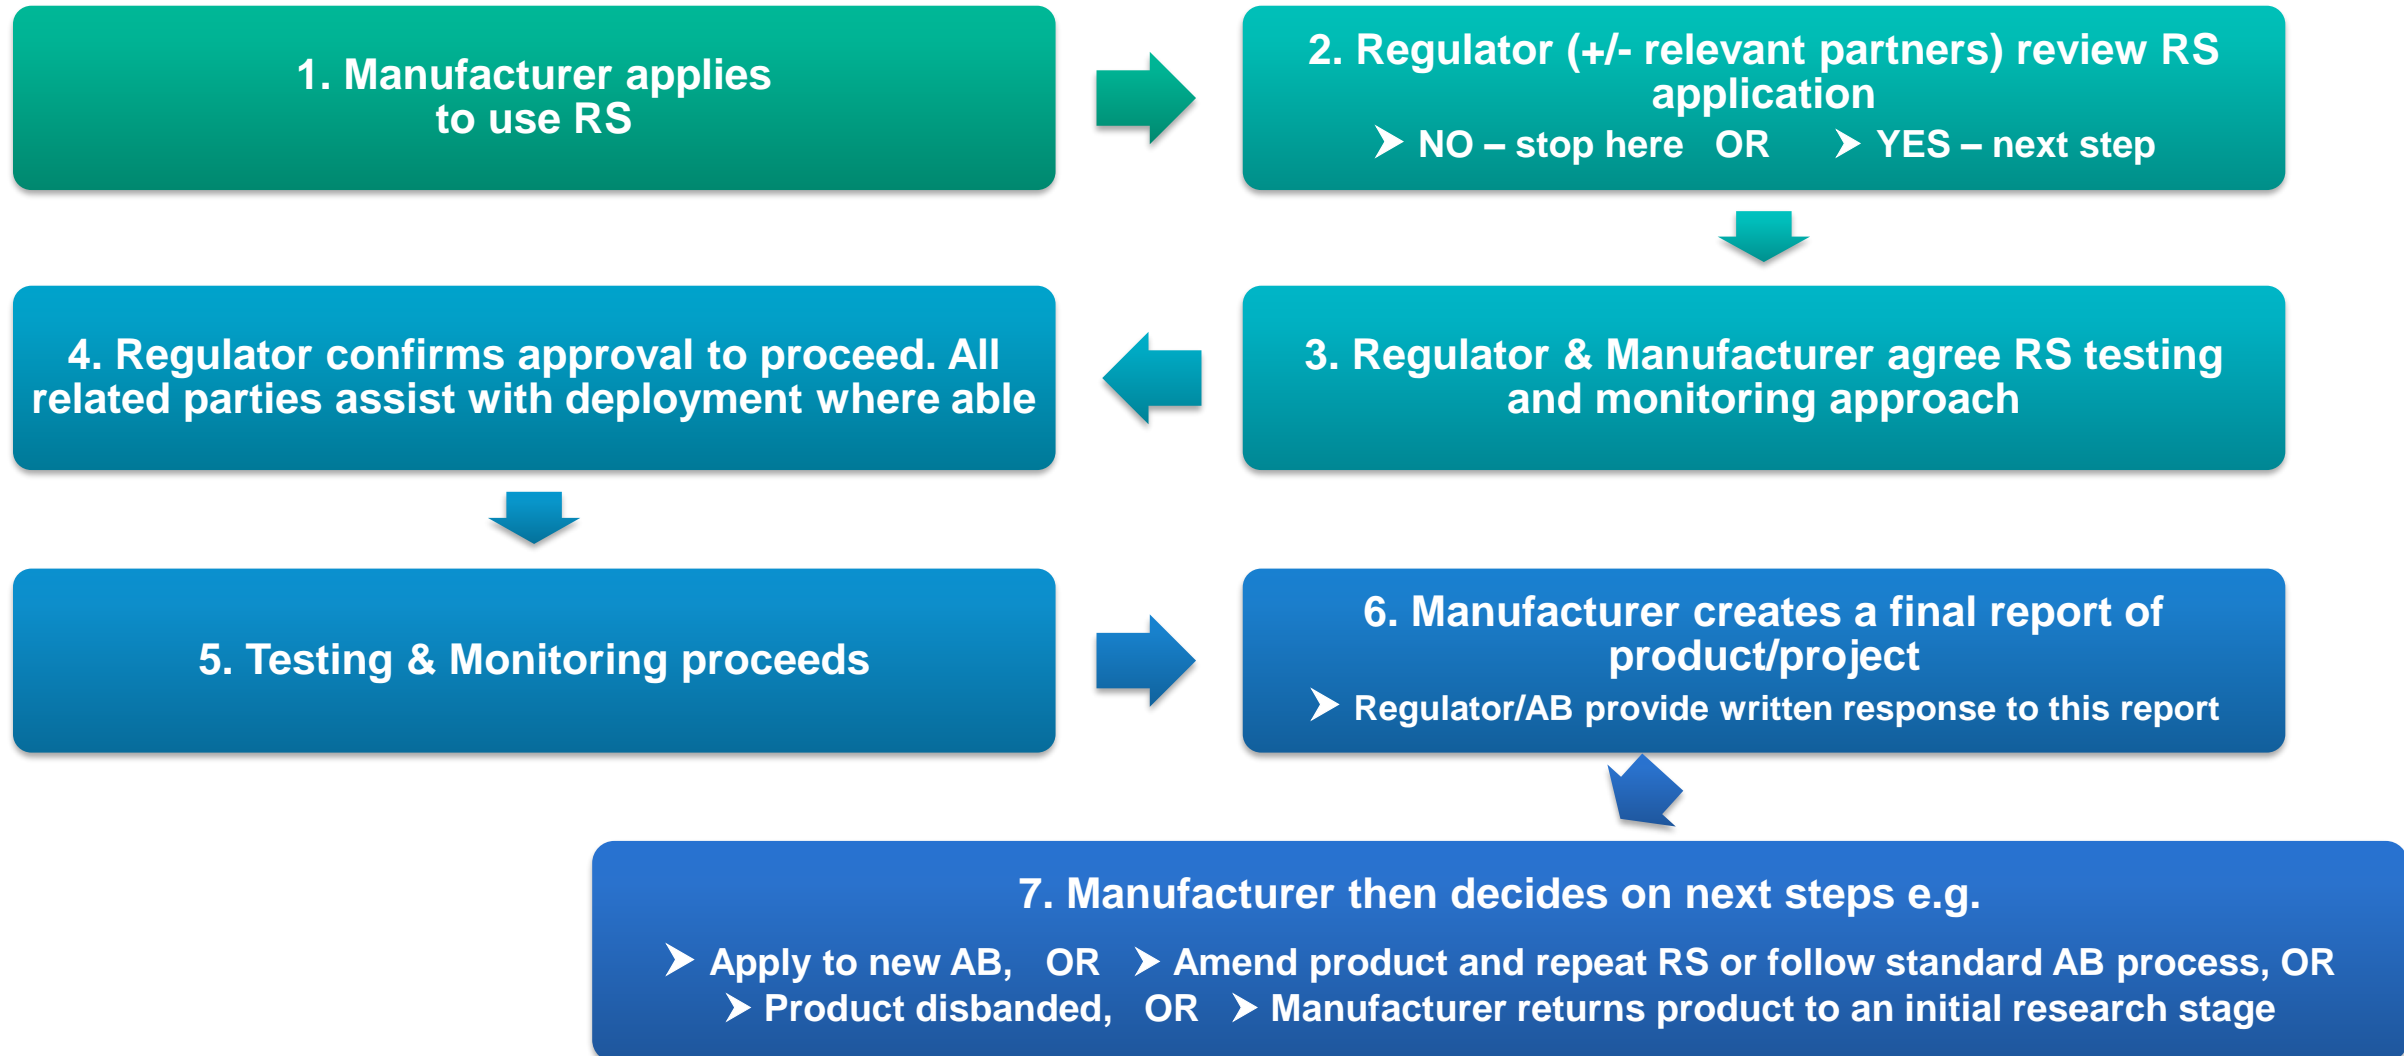 1. Manufacturer applies
to use RS
2. Regulator (+/- relevant partners) review RS
application
➤ NO – stop here OR ➤ YES – next step
3. Regulator & Manufacturer agree RS testing
and monitoring approach
4. Regulator confirms approval to proceed. All
related parties assist with deployment where able
5. Testing & Monitoring proceeds
6. Manufacturer creates a final report of
product/project
➤ Regulator/AB provide written response to this report
7. Manufacturer then decides on next steps e.g.
➤ Apply to new AB, OR ➤ Amend product and repeat RS or follow standard AB process, OR
➤ Product disbanded, OR ➤ Manufacturer returns product to an initial research stage